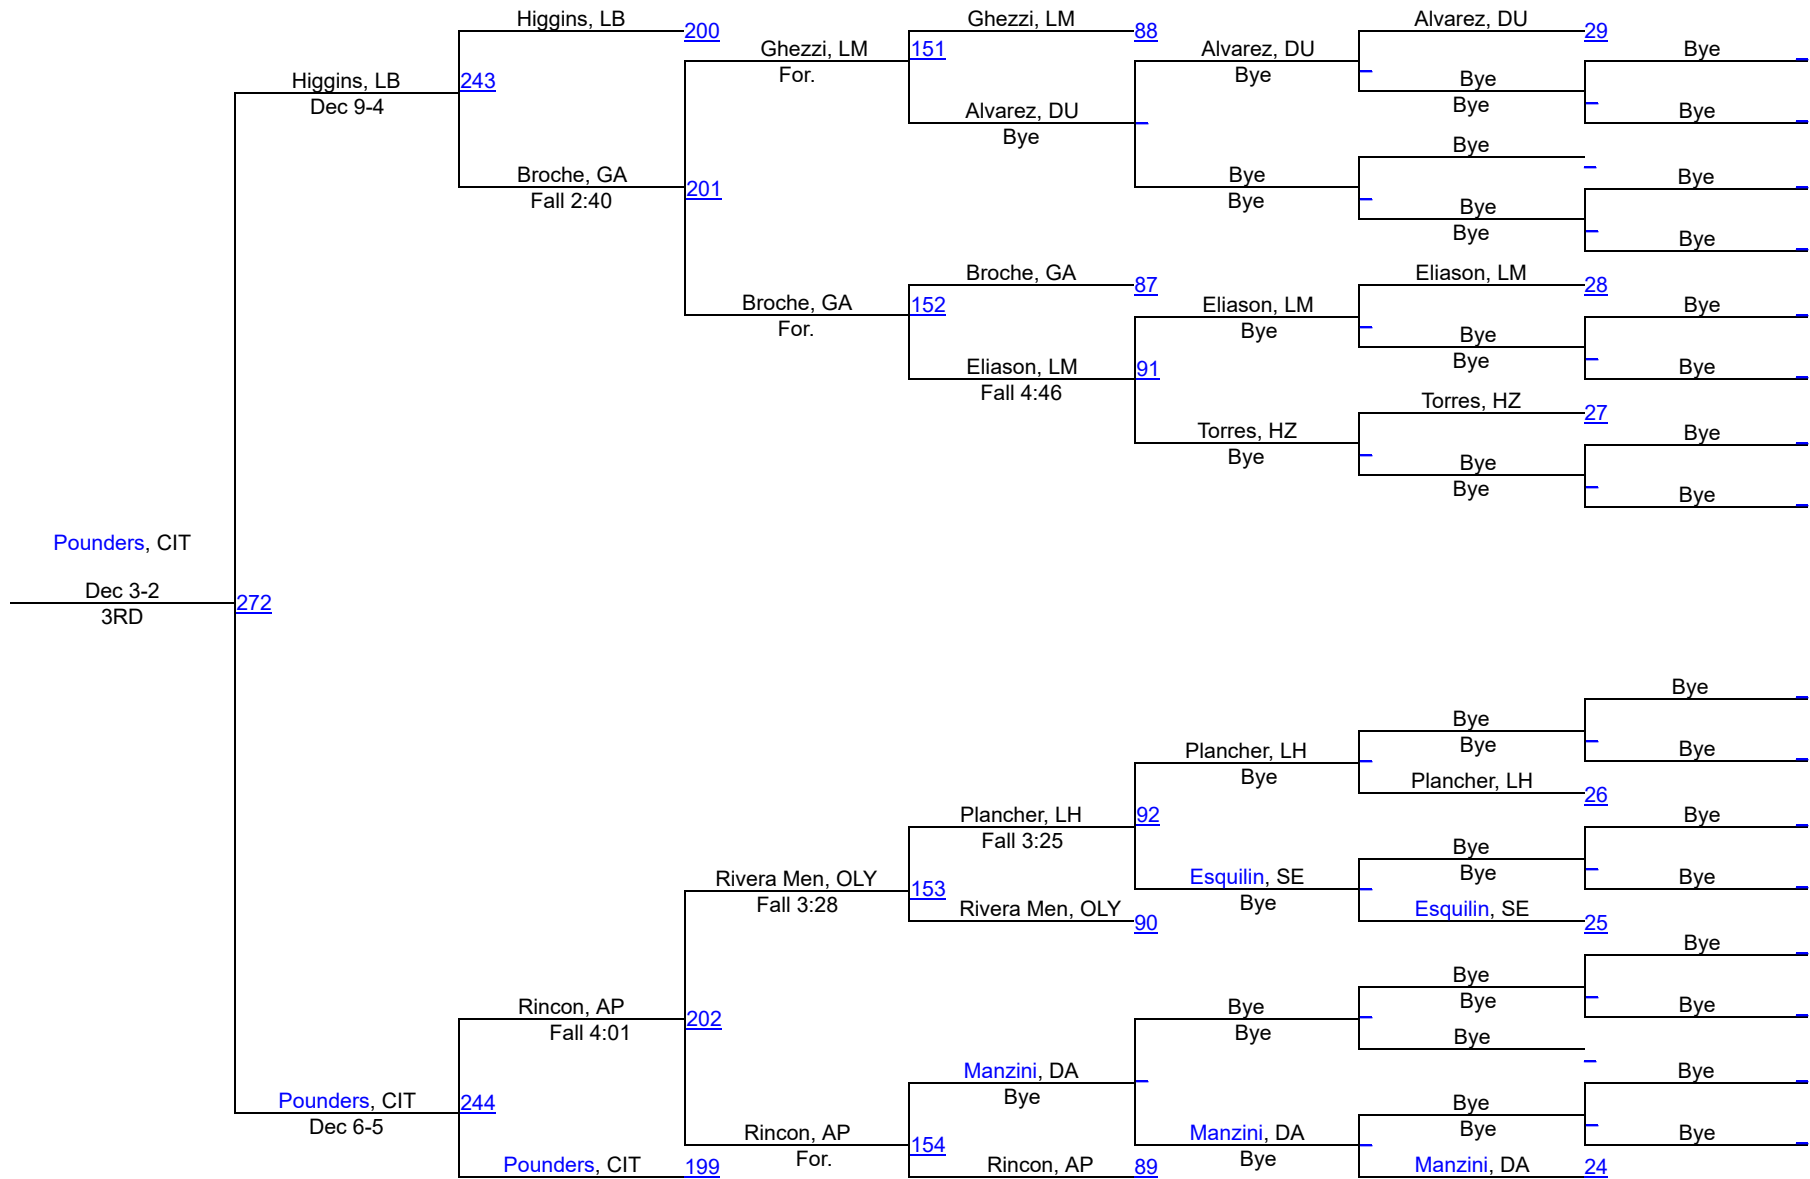 Higgins, LB
200
Ghezzi, LM
88
Alvarez, DU
29
Ghezzi, LM
151
Alvarez, DU
Bye
For.
Bye
Higgins, LB
243
Bye
Dec 9-4
Bye
Alvarez, DU
Bye
Bye
Bye
Broche, GA
201
Bye
Bye
Fall 2:40
Bye
Bye
Bye
Bye
Broche, GA
87
Eliason, LM
28
Broche, GA
152
Eliason, LM
Bye
For.
Bye
Bye
Eliason, LM
91
Bye
Bye
Fall 4:46
Torres, HZ
27
Torres, HZ
Bye
Bye
Bye
Bye
Bye
Pounders, CIT
Dec 3-2
272
3RD
Bye
Bye
Plancher, LH
Bye
Bye
Bye
Plancher, LH
26
Plancher, LH
92
Bye
Fall 3:25
Bye
Rivera Men, OLY
153
Esquilin, SE
Bye
Bye
Fall 3:28
Bye
Rivera Men, OLY
90
Esquilin, SE
25
Bye
Bye
Rincon, AP
202
Bye
Bye
Bye
Fall 4:01
Bye
Bye
Manzini, DA
Bye
Bye
Pounders, CIT
244
Bye
Dec 6-5
Bye
Rincon, AP
154
Manzini, DA
Bye
For.
Bye
Pounders, CIT
199
Rincon, AP
89
Manzini, DA
24